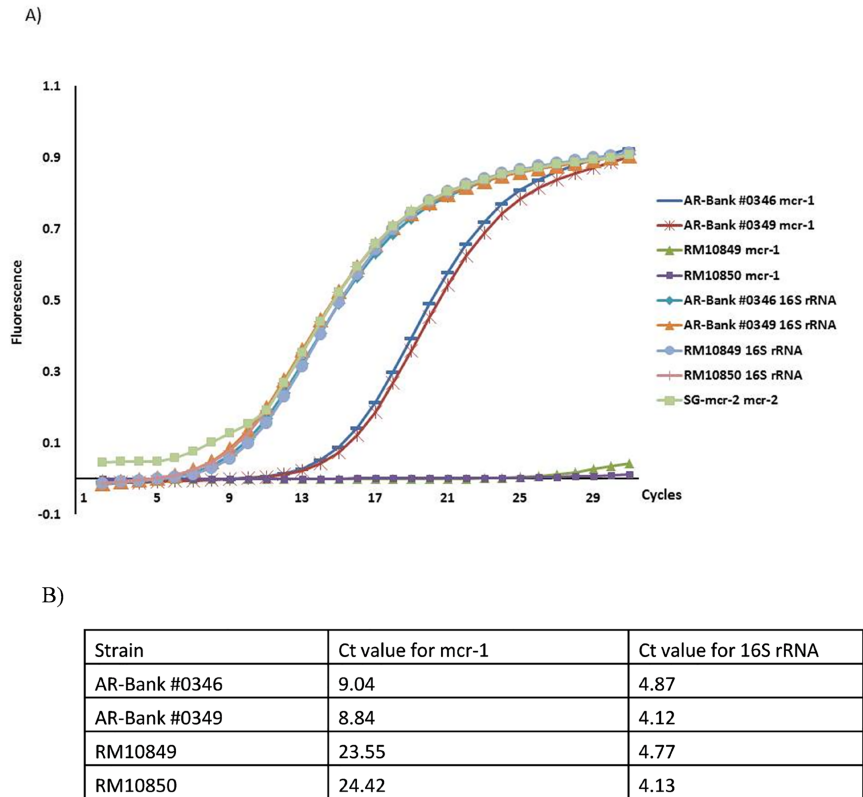 A)
1.1
0.9
0.7
0.5
0.3
0.1
-0.1
Fluorescence
1 5 9 13 17 21 25 29 Cycles
AR-Bank #0346 mcr-1
AR-Bank #0349 mcr-1
RM10849 mcr-1
RM10850 mcr-1
AR-Bank #0346 16S rRNA
AR-Bank #0349 16S rRNA
RM10849 16S rRNA
RM10850 16S rRNA
SG-mcr-2 mcr-2
B)
Strain Ct value for mcr-1 Ct value for 16S rRNA
AR-Bank #0346 9.04 4.87
AR-Bank #0349 8.84 4.12
RM10849 23.55 4.77
RM10850 24.42 4.13